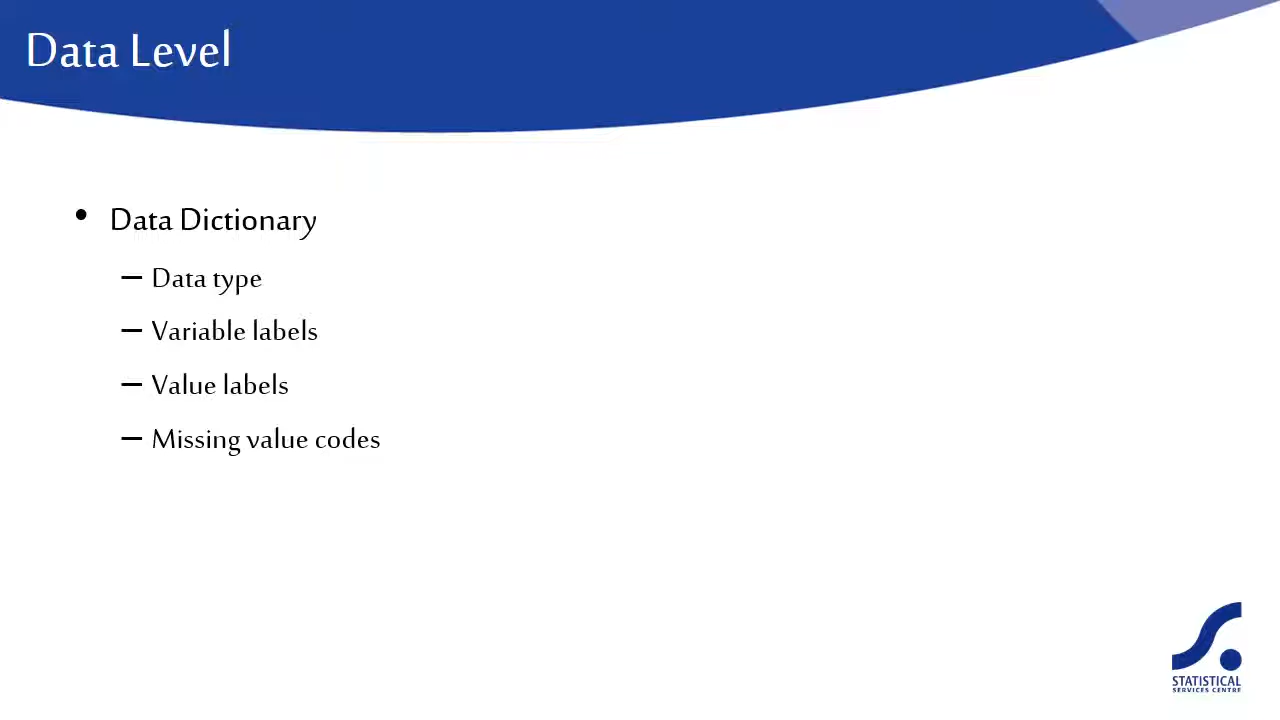 Data Level
• Data Dictionary
– Data type
– Variable labels
– Value labels
– Missing value codes
STATISTICAL
SERVICES CENTRE